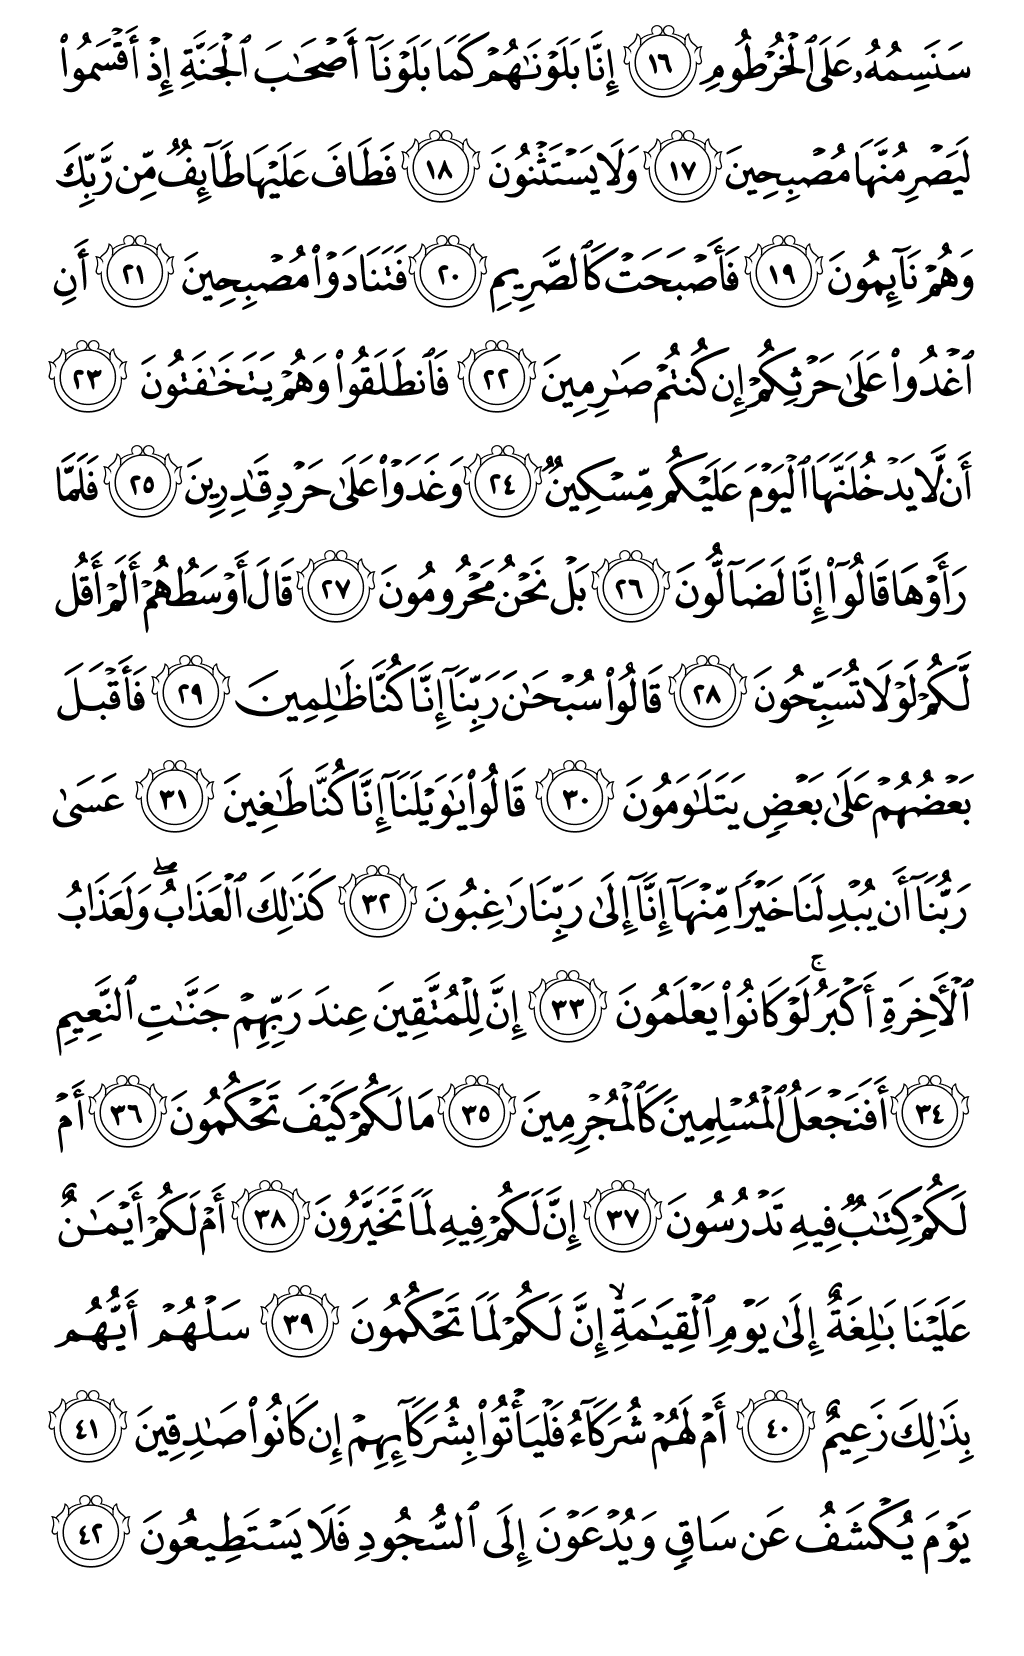 سَنَسِمُهُۥ عَلَى ٱلْخُرْطُومِ ١٦ إِنَّا بَلَوْنَٰهُمْ كَمَا بَلَوْنَآ أَصْحَٰبَ ٱلْجَنَّةِ إِذْ أَقْسَمُوا۟
لَيَصْرِمُنَّهَا مُصْبِحِينَ ١٧ وَلَا يَسْتَثْنُونَ ١٨ فَطَافَ عَلَيْهَا طَآئِفٌ مِّن رَّبِّكَ
وَهُمْ نَآئِمُونَ ١٩ فَأَصْبَحَتْ كَٱلصَّرِيمِ ٢٠ فَتَنَادَوْا۟ مُصْبِحِينَ ٢١ أَنِ
ٱغْدُوا۟ عَلَىٰ حَرْثِكُمْ إِن كُنتُمْ صَٰرِمِينَ ٢٢ فَٱنطَلَقُوا۟ وَهُمْ يَتَخَٰفَتُونَ ٢٣
أَن لَّا يَدْخُلَنَّهَا ٱلْيَوْمَ عَلَيْكُم مِّسْكِينٌ ٢٤ وَغَدَوْا۟ عَلَىٰ حَرْدٍ قَٰدِرِينَ ٢٥ فَلَمَّا
رَأَوْهَا قَالُوٓا۟ إِنَّا لَضَآلُّونَ ٢٦ بَلْ نَحْنُ مَحْرُومُونَ ٢٧ قَالَ أَوْسَطُهُمْ أَلَمْ أَقُل
لَّكُمْ لَوْلَا تُسَبِّحُونَ ٢٨ قَالُوا۟ سُبْحَٰنَ رَبِّنَآ إِنَّا كُنَّا ظَٰلِمِينَ ٢٩ فَأَقْبَلَ
بَعْضُهُمْ عَلَىٰ بَعْضٍ يَتَلَٰوَمُونَ ٣٠ قَالُوا۟ يَٰوَيْلَنَآ إِنَّا كُنَّا طَٰغِينَ ٣١ عَسَىٰ
رَبُّنَآ أَن يُبْدِلَنَا خَيْرًا مِّنْهَآ إِنَّآ إِلَىٰ رَبِّنَا رَٰغِبُونَ ٣٢ كَذَٰلِكَ ٱلْعَذَابُ ۖ وَلَعَذَابُ
ٱلْءَاخِرَةِ أَكْبَرُ ۚ لَوْ كَانُوا۟ يَعْلَمُونَ ٣٣ إِنَّ لِلْمُتَّقِينَ عِندَ رَبِّهِمْ جَنَّٰتِ ٱلنَّعِيمِ
٣٤ أَفَنَجْعَلُ ٱلْمُسْلِمِينَ كَٱلْمُجْرِمِينَ ٣٥ مَا لَكُمْ كَيْفَ تَحْكُمُونَ ٣٦ أَمْ
لَكُمْ كِتَٰبٌ فِيهِ تَدْرُسُونَ ٣٧ إِنَّ لَكُمْ فِيهِ لَمَا تَخَيَّرُونَ ٣٨ أَمْ لَكُمْ أَيْمَٰنٌ
عَلَيْنَا بَٰلِغَةٌ إِلَىٰ يَوْمِ ٱلْقِيَٰمَةِ ۙ إِنَّ لَكُمْ لَمَا تَحْكُمُونَ ٣٩ سَلْهُمْ أَيُّهُم
بِذَٰلِكَ زَعِيمٌ ٤٠ أَمْ لَهُمْ شُرَكَآءُ فَلْيَأْتُوا۟ بِشُرَكَآئِهِمْ إِن كَانُوا۟ صَٰدِقِينَ ٤١
يَوْمَ يُكْشَفُ عَن سَاقٍ وَيُدْعَوْنَ إِلَى ٱلسُّجُودِ فَلَا يَسْتَطِيعُونَ ٤٢